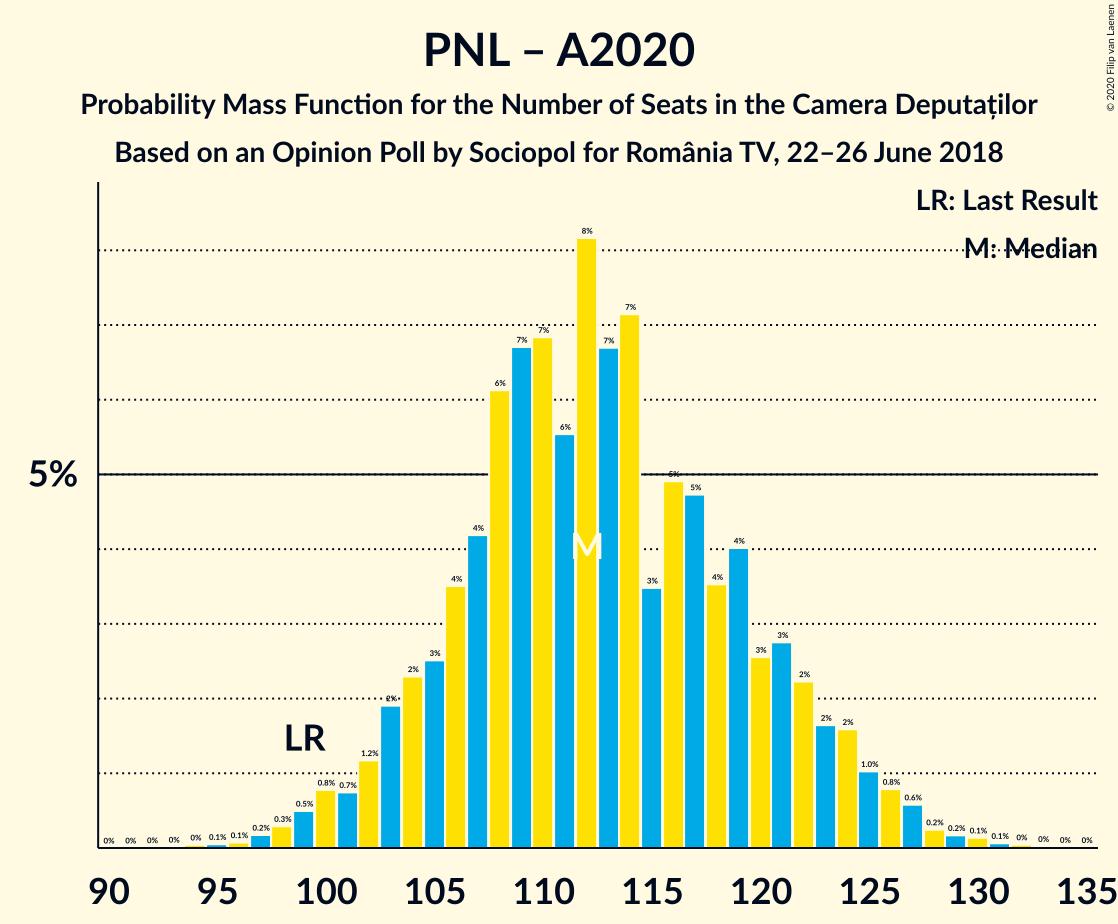 PNL – A2020
Probability Mass Function for the Number of Seats in the Camera Deputaților
Based on an Opinion Poll by Sociopol for România TV, 22–26 June 2018
© 2020 Filip van Laenen
LR: Last Result
M: Median
5%
LR
M
0% 0% 0% 0% 0% 0.1% 0.1% 0.2% 0.3% 0.5% 0.8% 0.7% 1.2% 2% 2% 3% 4% 4% 6% 7% 7% 6% 8% 7% 7% 3% 5% 5% 4% 4% 3% 3% 2% 2% 2% 1.0% 0.8% 0.6% 0.2% 0.2% 0.1% 0.1% 0% 0% 0% 0%
90 95 100 105 110 115 120 125 130 135